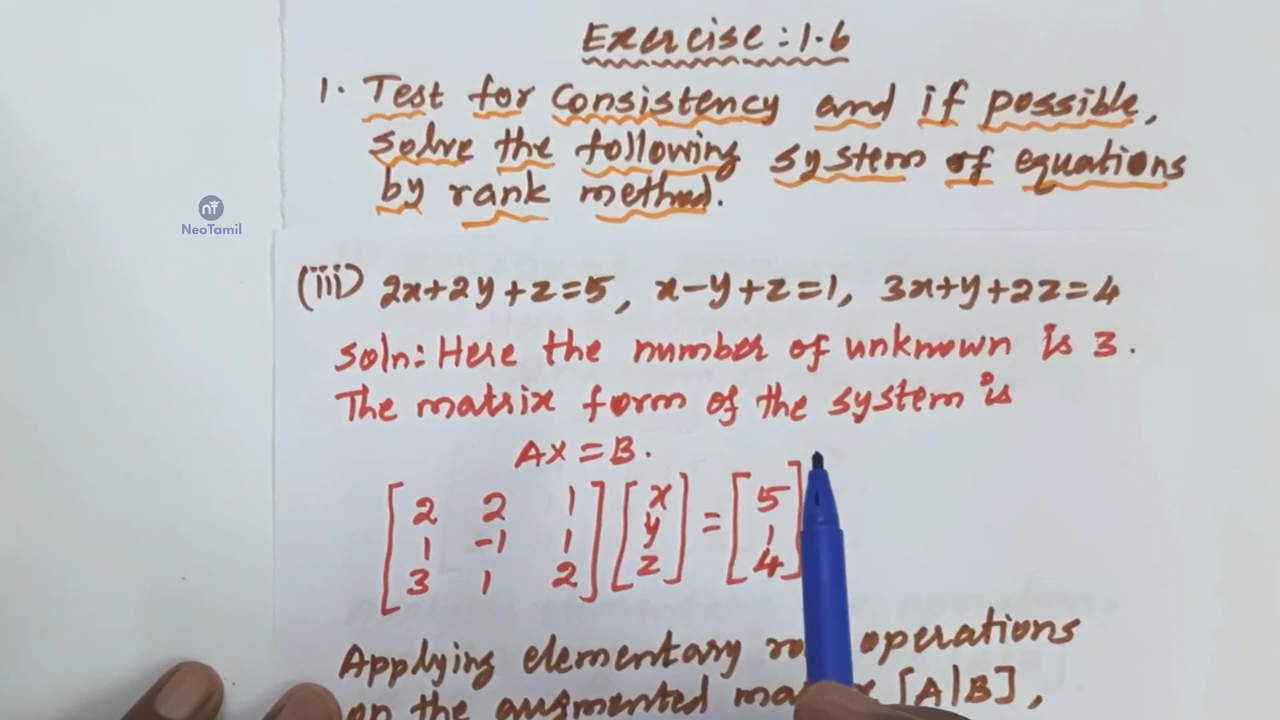 Exercise: 1.6
1. Test for Consistency and if possible,
solve the following system of equations
by rank method.
NT
NeoTamil
(iii) 2x+2y+z=5, x-y+z=1, 3x+y+2z=4
Soln: Here the number of unknown is 3.
The matrix form of the system is
AX = B.
[2 2 1] [x] = [5]
[1 -1 1] [y] [1]
[3 1 2] [z] [4]
Applying elementary operations
on the augmented [A|B],